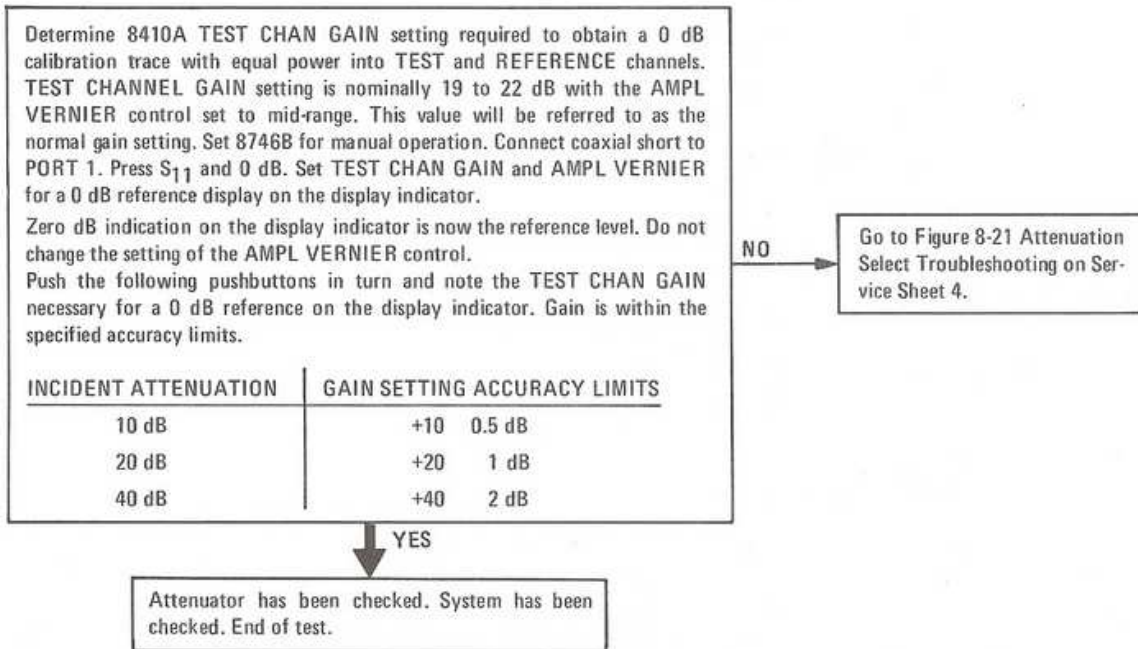 Determine 8410A TEST CHAN GAIN setting required to obtain a 0 dB
calibration trace with equal power into TEST and REFERENCE channels.
TEST CHANNEL GAIN setting is nominally 19 to 22 dB with the AMPL
VERNIER control set to mid-range. This value will be referred to as the
normal gain setting. Set 8746B for manual operation. Connect coaxial short to
PORT 1. Press S11 and 0 dB. Set TEST CHAN GAIN and AMPL VERNIER
for a 0 dB reference display on the display indicator.
Zero dB indication on the display indicator is now the reference level. Do not
change the setting of the AMPL VERNIER control.
Push the following pushbuttons in turn and note the TEST CHAN GAIN
necessary for a 0 dB reference on the display indicator. Gain is within the
specified accuracy limits.
INCIDENT ATTENUATION GAIN SETTING ACCURACY LIMITS
10 dB +10 0.5 dB
20 dB +20 1 dB
40 dB +40 2 dB
NO
Go to Figure 8-21 Attenuation
Select Troubleshooting on Ser-
vice Sheet 4.
YES
Attenuator has been checked. System has been
checked. End of test.